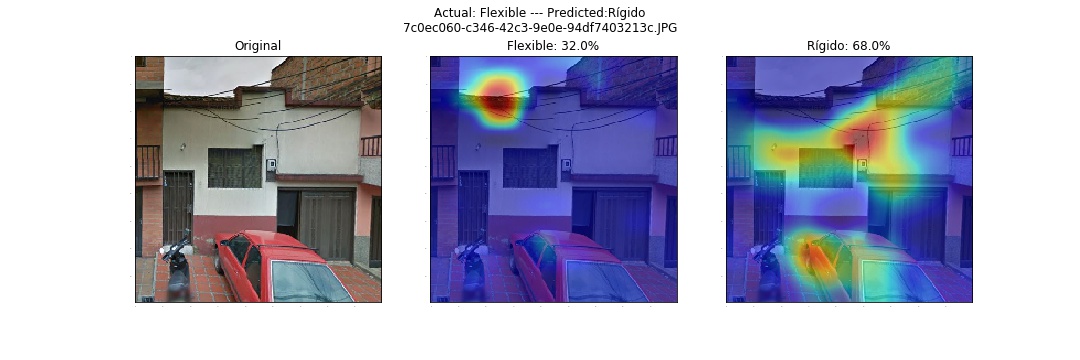 Actual: Flexible --- Predicted:Rígido
7c0ec060-c346-42c3-9e0e-94df7403213c.JPG
Original
Flexible: 32.0%
Rígido: 68.0%